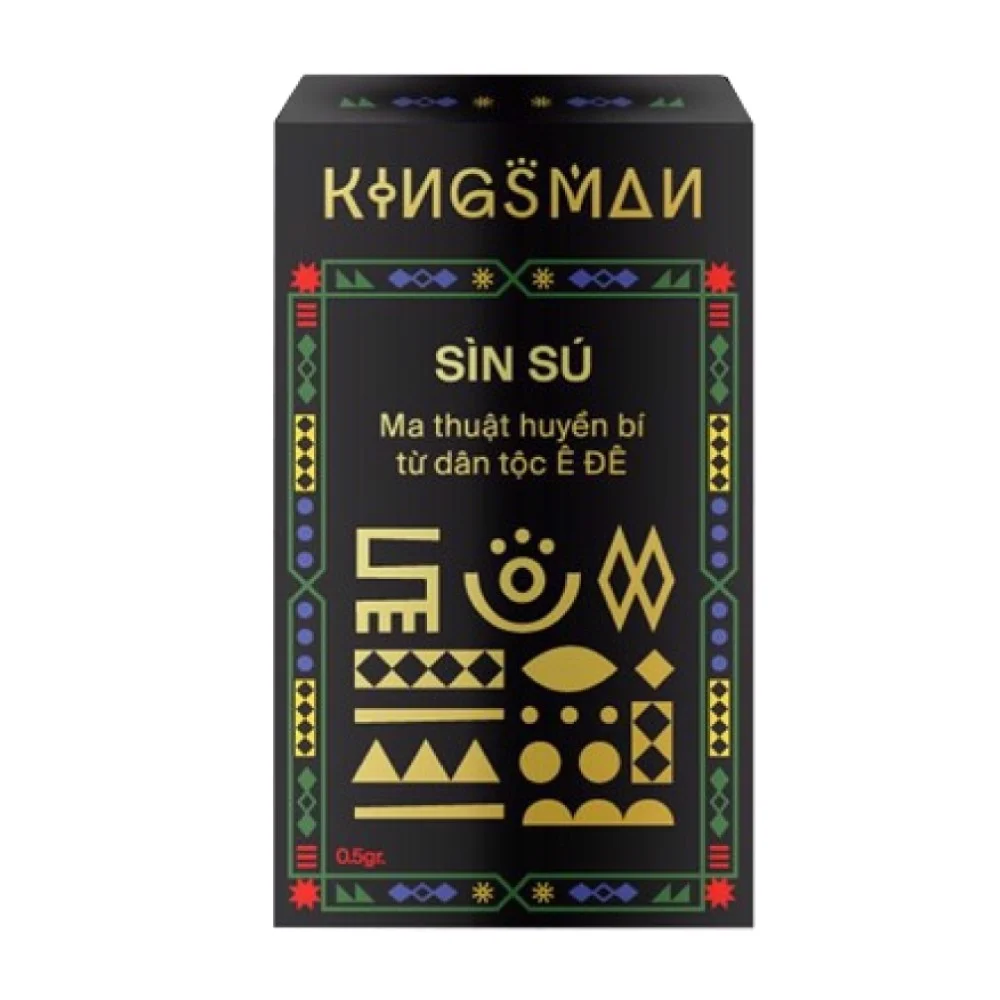 KINGSMAN
SÌN SÚ
Ma thuật huyền bí
từ dân tộc Ê ĐÊ
0.5gr.